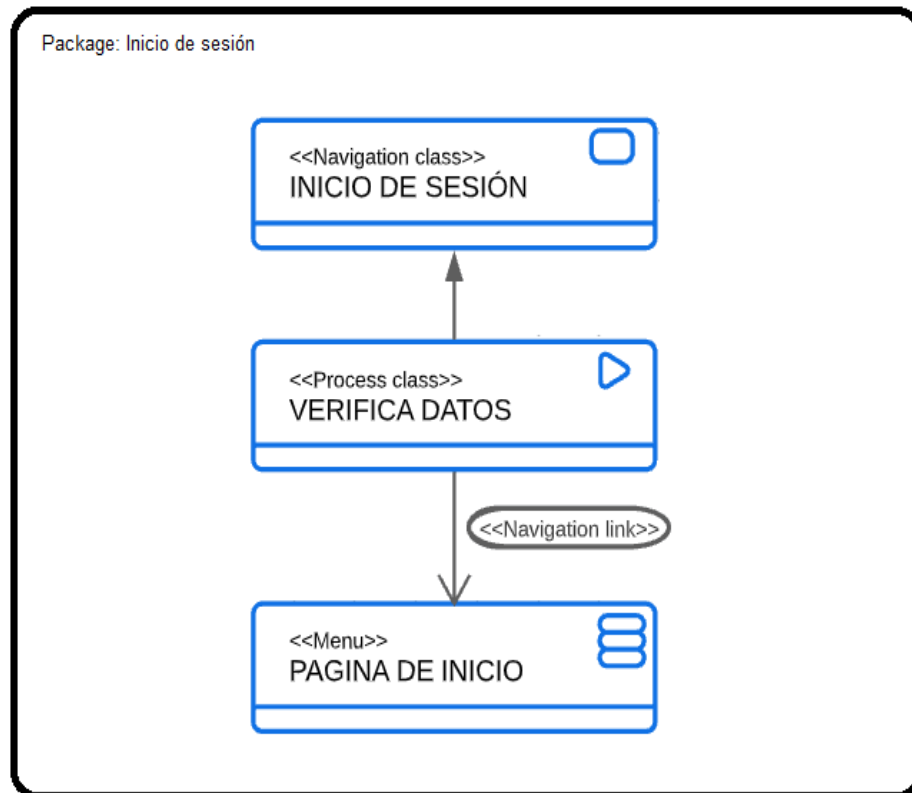 Package: Inicio de sesión
<<Navigation class>>
INICIO DE SESIÓN
<<Process class>>
VERIFICA DATOS
<<Navigation link>>
<<Menu>>
PAGINA DE INICIO